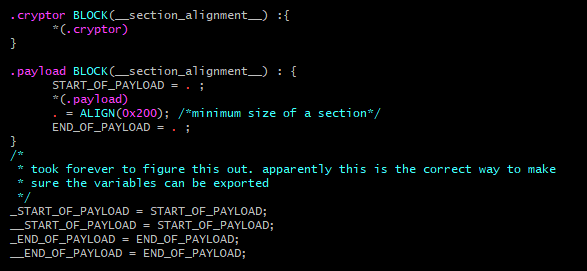 .cryptor BLOCK(__section_alignment__) :{
*(.cryptor)
}
.payload BLOCK(__section_alignment__) : {
START_OF_PAYLOAD = . ;
*(.payload)
. = ALIGN(0x200); /*minimum size of a section*/
END_OF_PAYLOAD = . ;
}
/*
* took forever to figure this out. apparently this is the correct way to make
* sure the variables can be exported
*/
_START_OF_PAYLOAD = START_OF_PAYLOAD;
__START_OF_PAYLOAD = START_OF_PAYLOAD;
_END_OF_PAYLOAD = END_OF_PAYLOAD;
__END_OF_PAYLOAD = END_OF_PAYLOAD;